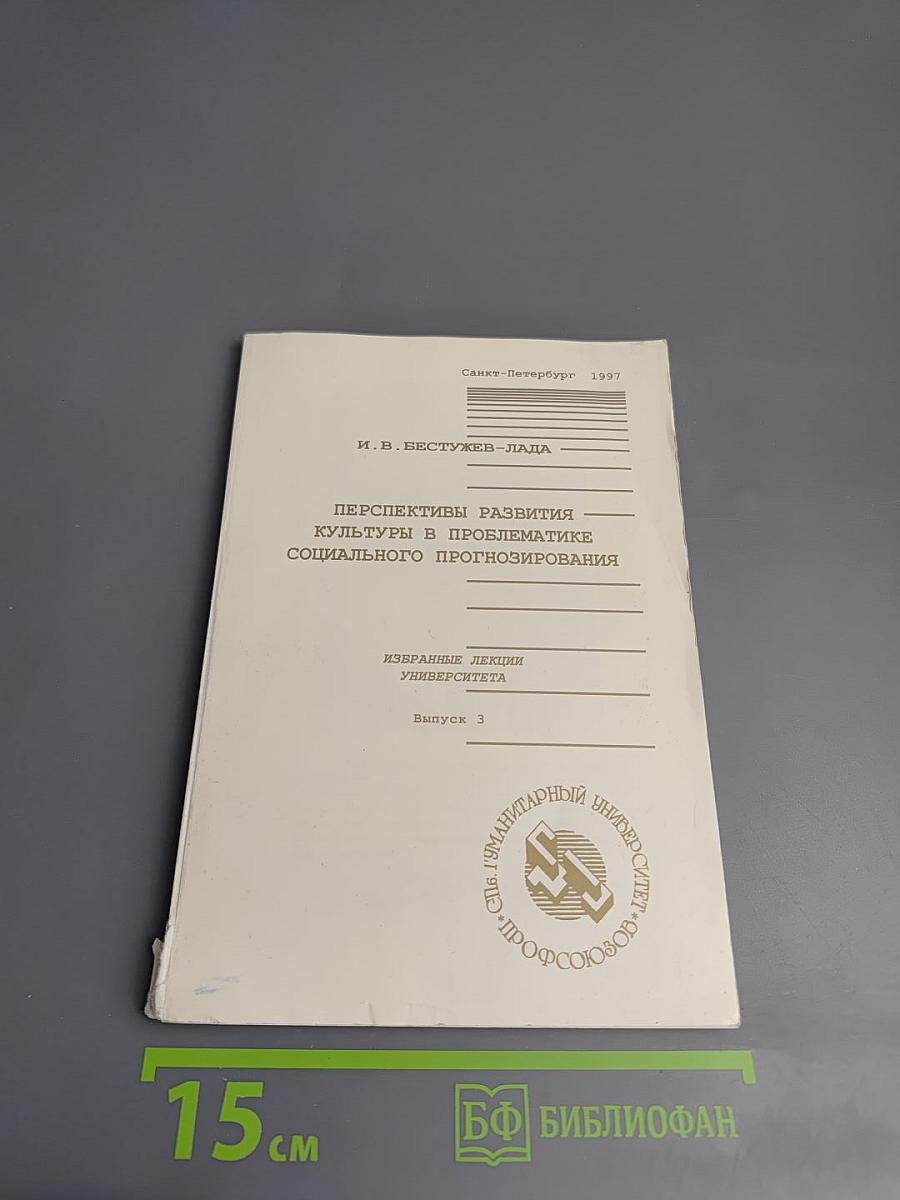 Санкт-Петербург 1997
И.В.БЕСТУЖЕВ-ЛАДА
ПЕРСПЕКТИВЫ РАЗВИТИЯ
КУЛЬТУРЫ В ПРОБЛЕМАТИКЕ
СОЦИАЛЬНОГО ПРОГНОЗИРОВАНИЯ
ИЗБРАННЫЕ ЛЕКЦИИ
УНИВЕРСИТЕТА
Выпуск 3
СПб. ГУМАНИТАРНЫЙ УНИВЕРСИТЕТ
*ПРОФСОЮЗОВ*
15 см
БФ БИБЛИОФАН